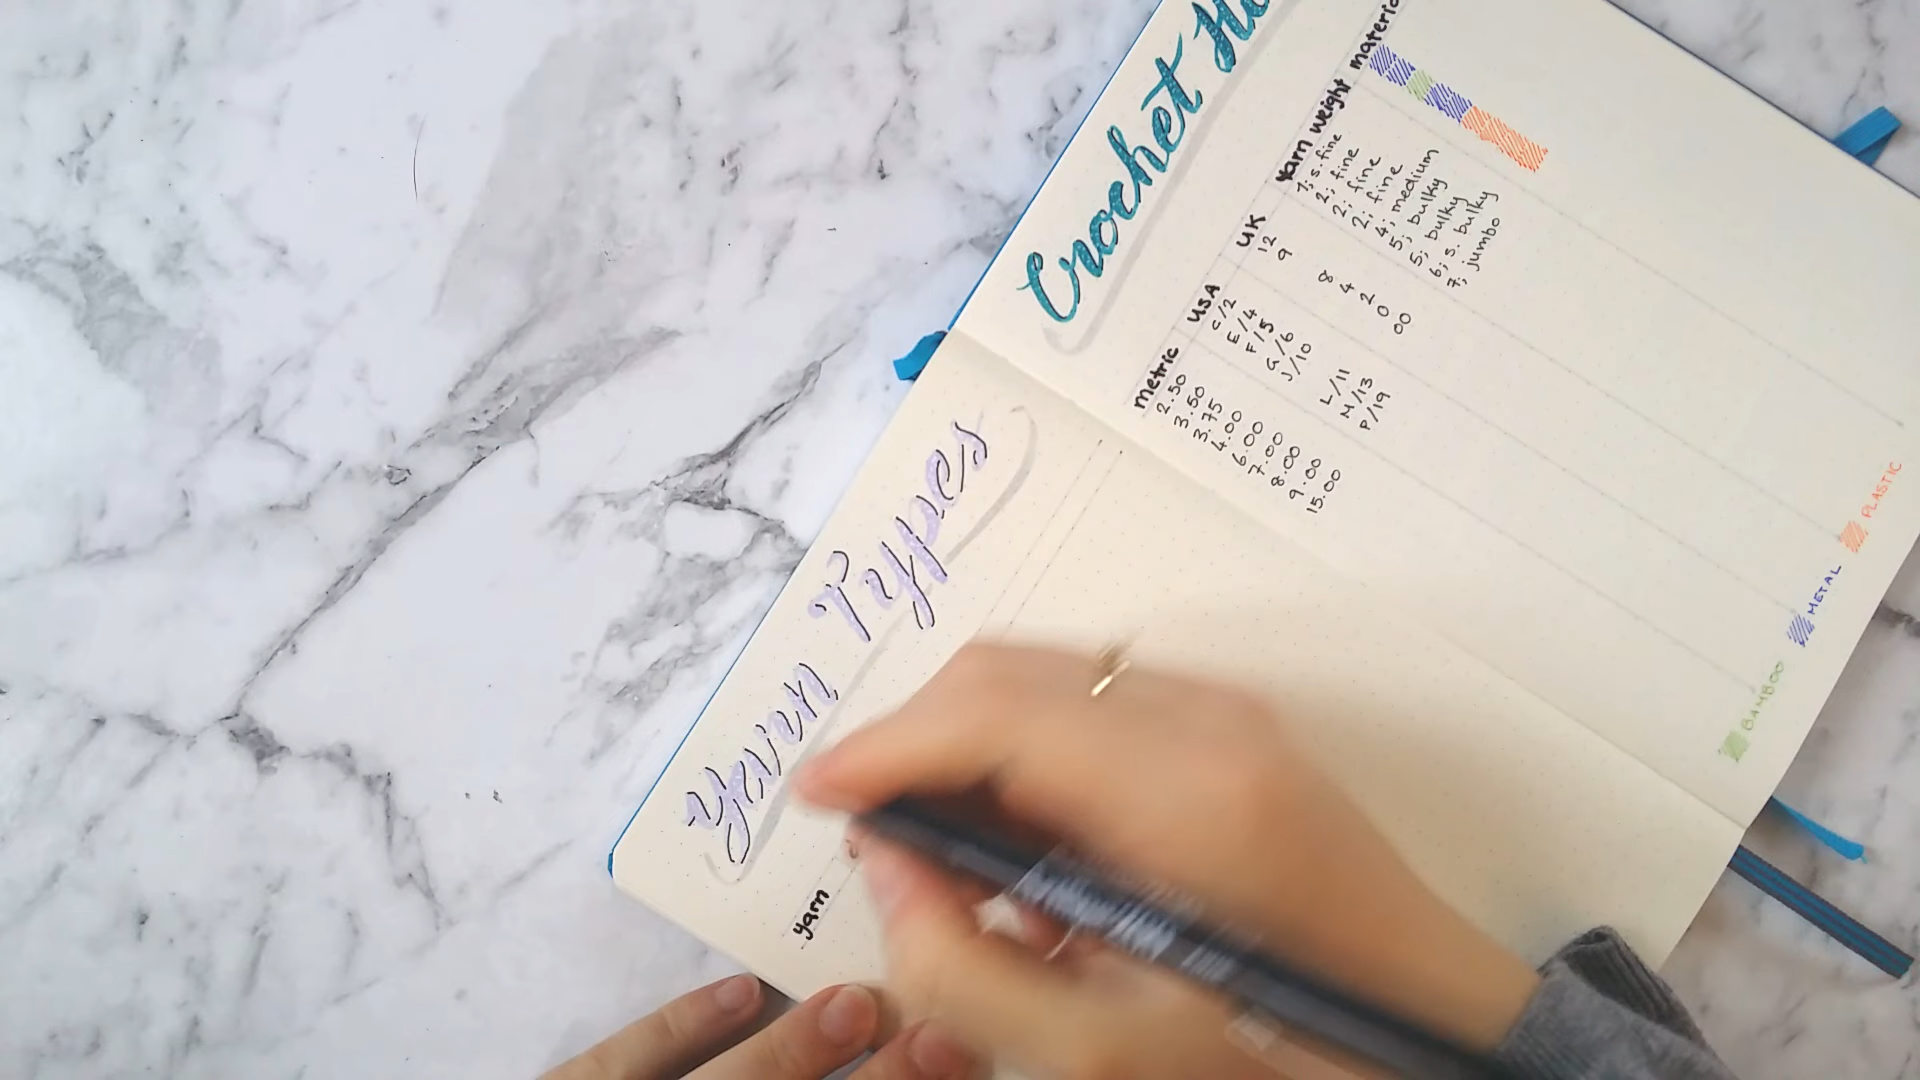 Yarn Types
yarn
Crochet
metric USA UK yarn weight
2.50 C/2 12 1; s. fine
3.50 E/4 9 2; fine
3.75 F/5 2; fine
4.00 G/6 8 2; fine
6.00 J/10 4 4; medium
7.00 2 5; bulky
8.00 L/11 0 5; bulky
9.00 M/13 00 6; s. bulky
15.00 P/19 7; jumbo
BAMBOO METAL PLASTIC